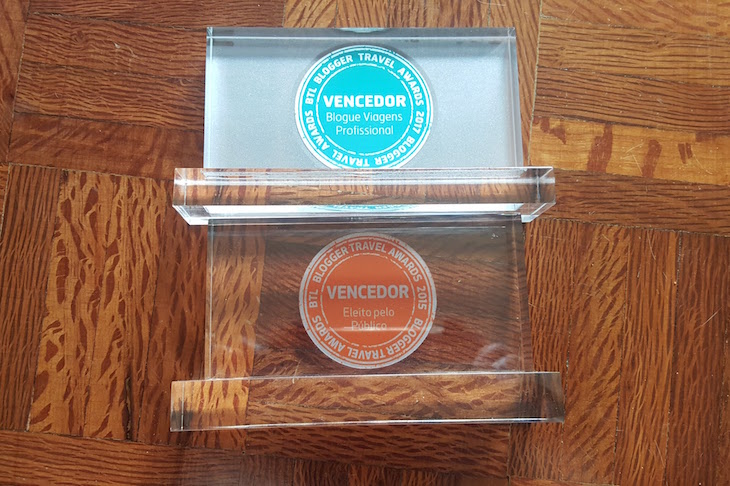 BTL BLOGGER TRAVEL AWARDS 2017 BLOGGER TRAVEL AWARDS
VENCEDOR
Blogue Viagens
Profissional
BTL BLOGGER TRAVEL AWARDS 2015 BLOGGER TRAVEL AWARDS
VENCEDOR
Eleito pelo
Público